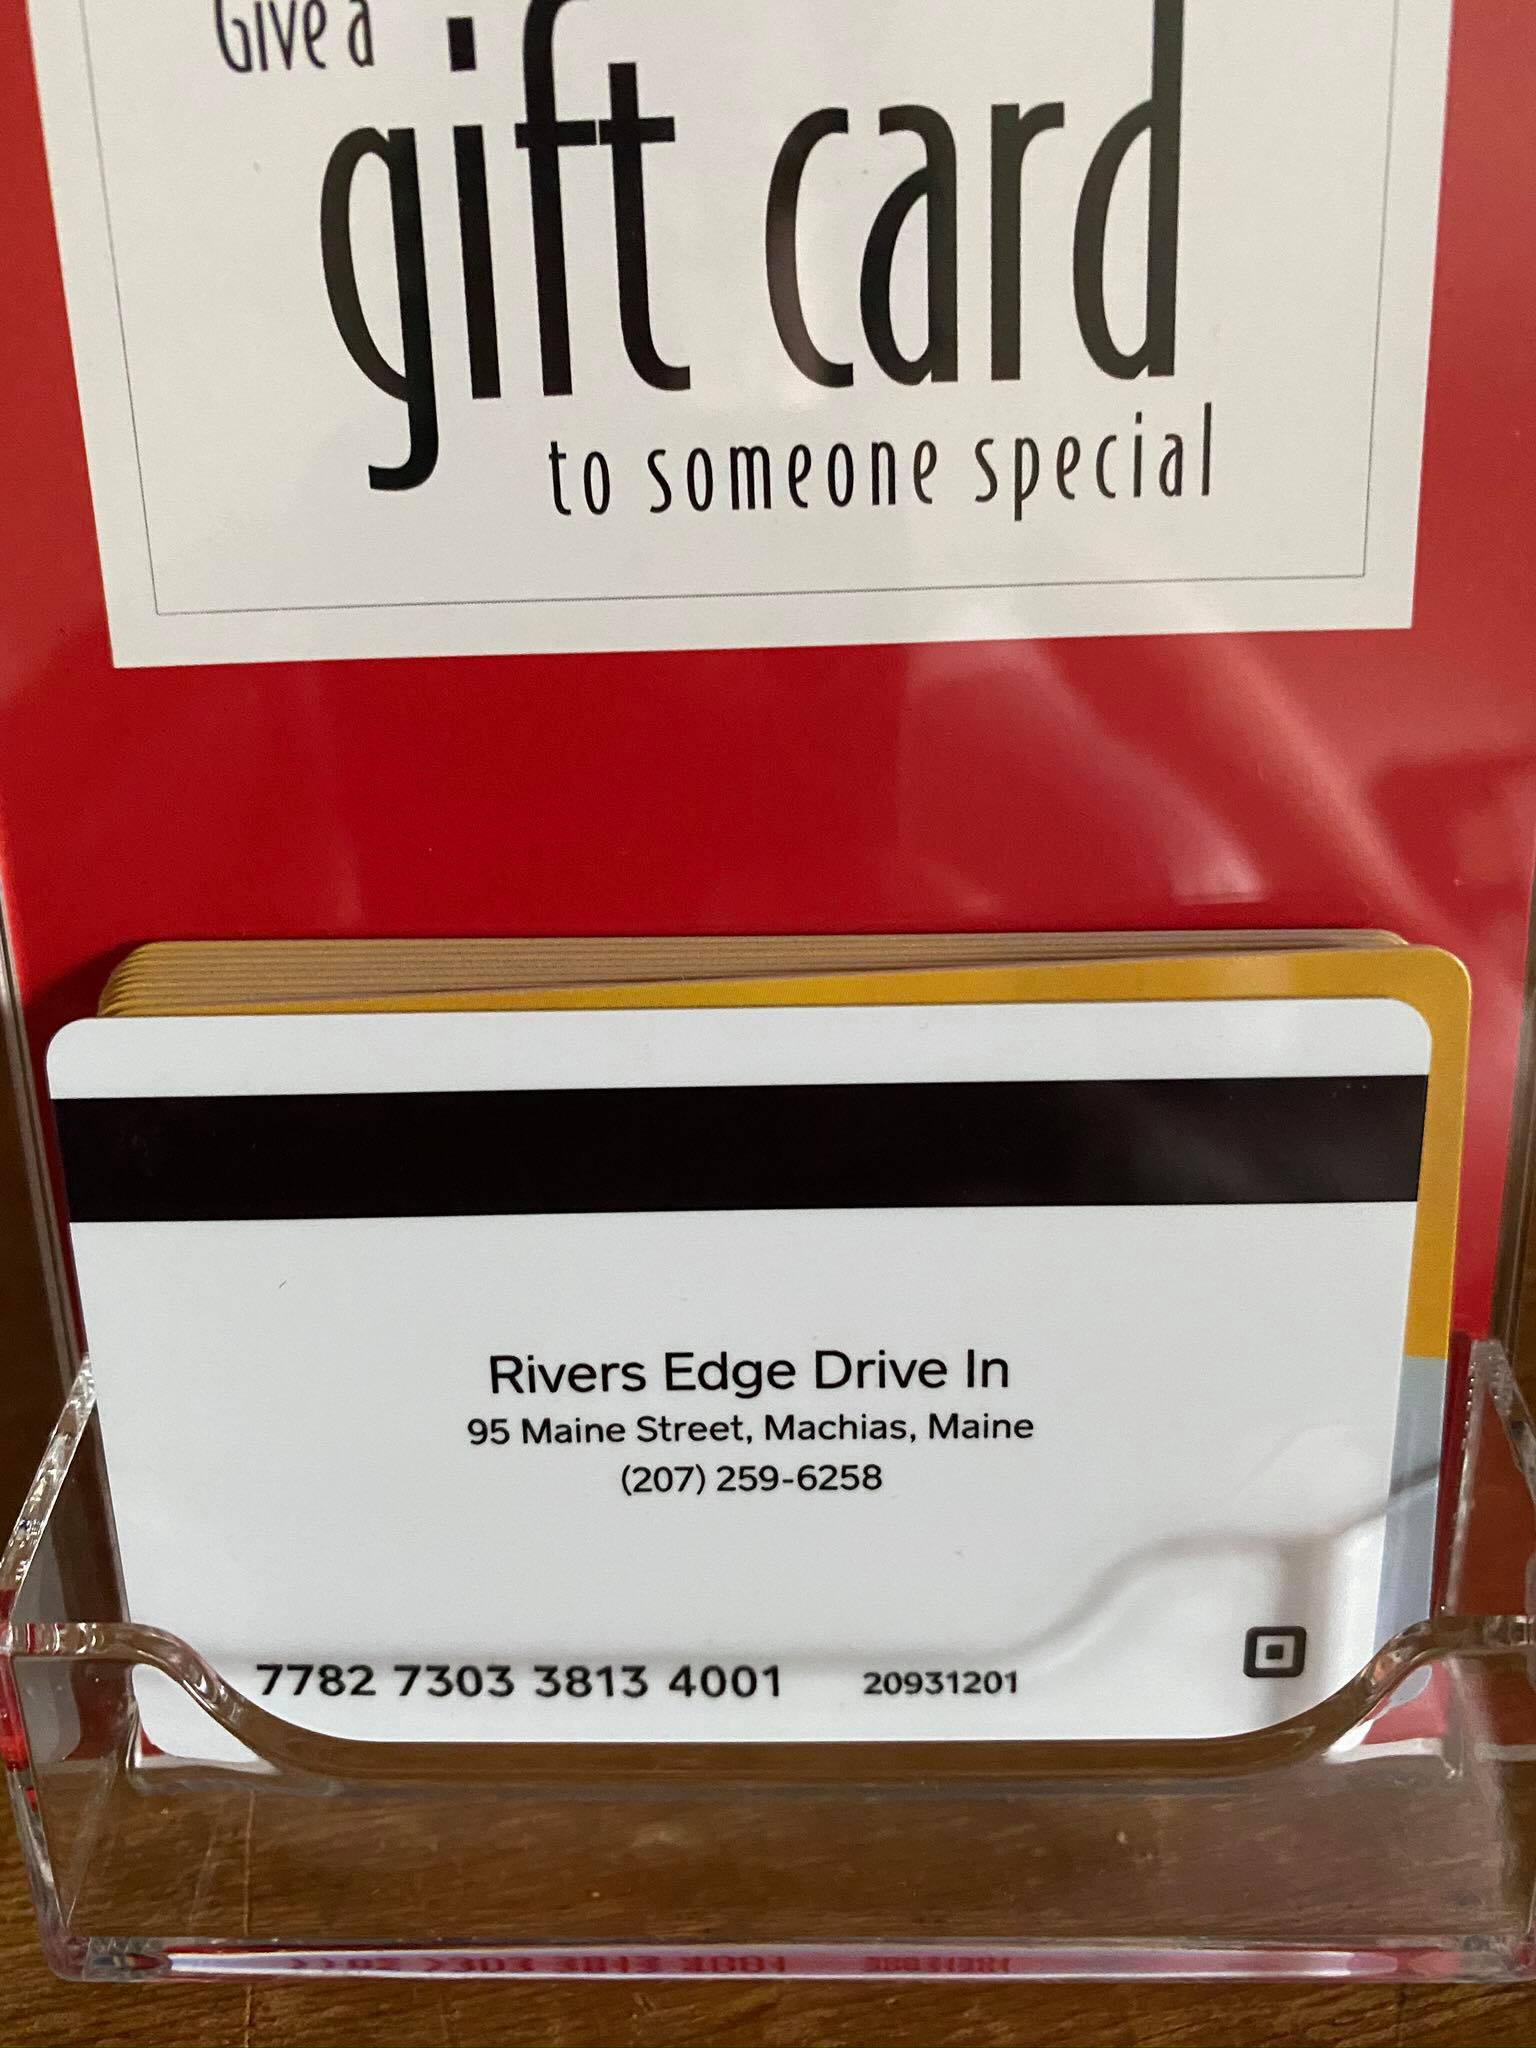 Give a
gift card
to someone special
Rivers Edge Drive In
95 Maine Street, Machias, Maine
(207) 259-6258
7782 7303 3813 4001 20931201